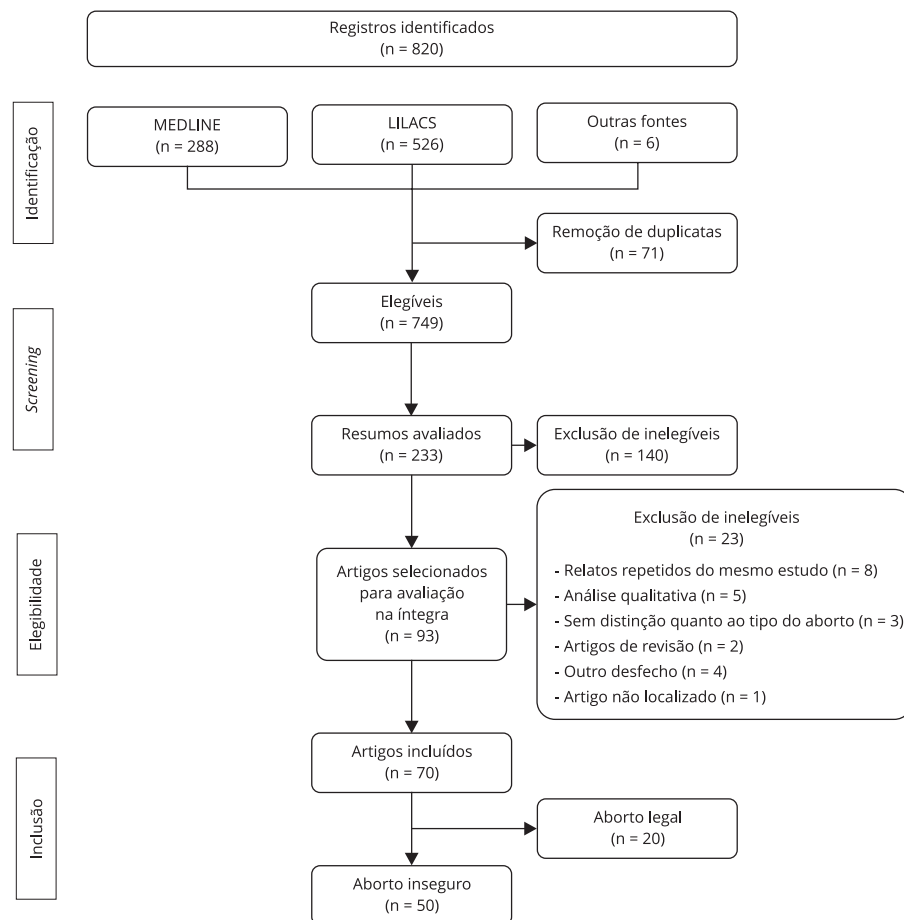 Registros identificados
(n = 820)
Identificação
MEDLINE
(n = 288)
LILACS
(n = 526)
Outras fontes
(n = 6)
Remoção de duplicatas
(n = 71)
Elegíveis
(n = 749)
Screening
Resumos avaliados
(n = 233)
Exclusão de inelegíveis
(n = 140)
Elegibilidade
Artigos selecionados
para avaliação
na íntegra
(n = 93)
Exclusão de inelegíveis
(n = 23)
- Relatos repetidos do mesmo estudo (n = 8)
- Análise qualitativa (n = 5)
- Sem distinção quanto ao tipo do aborto (n = 3)
- Artigos de revisão (n = 2)
- Outro desfecho (n = 4)
- Artigo não localizado (n = 1)
Inclusão
Artigos incluídos
(n = 70)
Aborto legal
(n = 20)
Aborto inseguro
(n = 50)